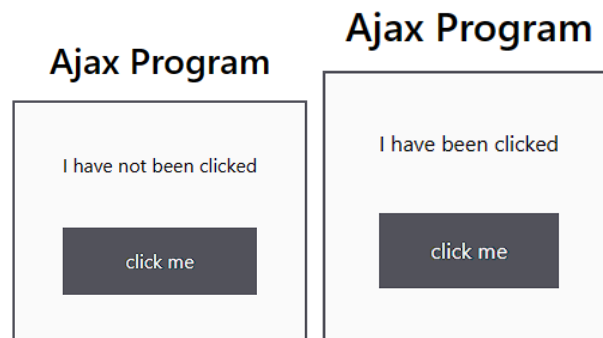 Ajax Program
I have not been clicked
click me
Ajax Program
I have been clicked
click me